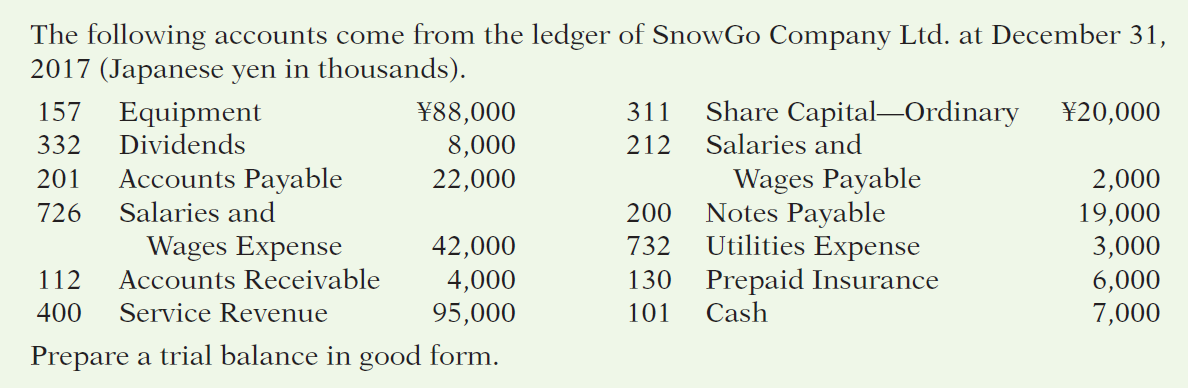 The following accounts come from the ledger of SnowGo Company Ltd. at December 31,
2017 (Japanese yen in thousands).
157 Equipment ¥88,000 311 Share Capital—Ordinary ¥20,000
332 Dividends 8,000 212 Salaries and
201 Accounts Payable 22,000 Wages Payable 2,000
726 Salaries and 200 Notes Payable 19,000
Wages Expense 42,000 732 Utilities Expense 3,000
112 Accounts Receivable 4,000 130 Prepaid Insurance 6,000
400 Service Revenue 95,000 101 Cash 7,000
Prepare a trial balance in good form.